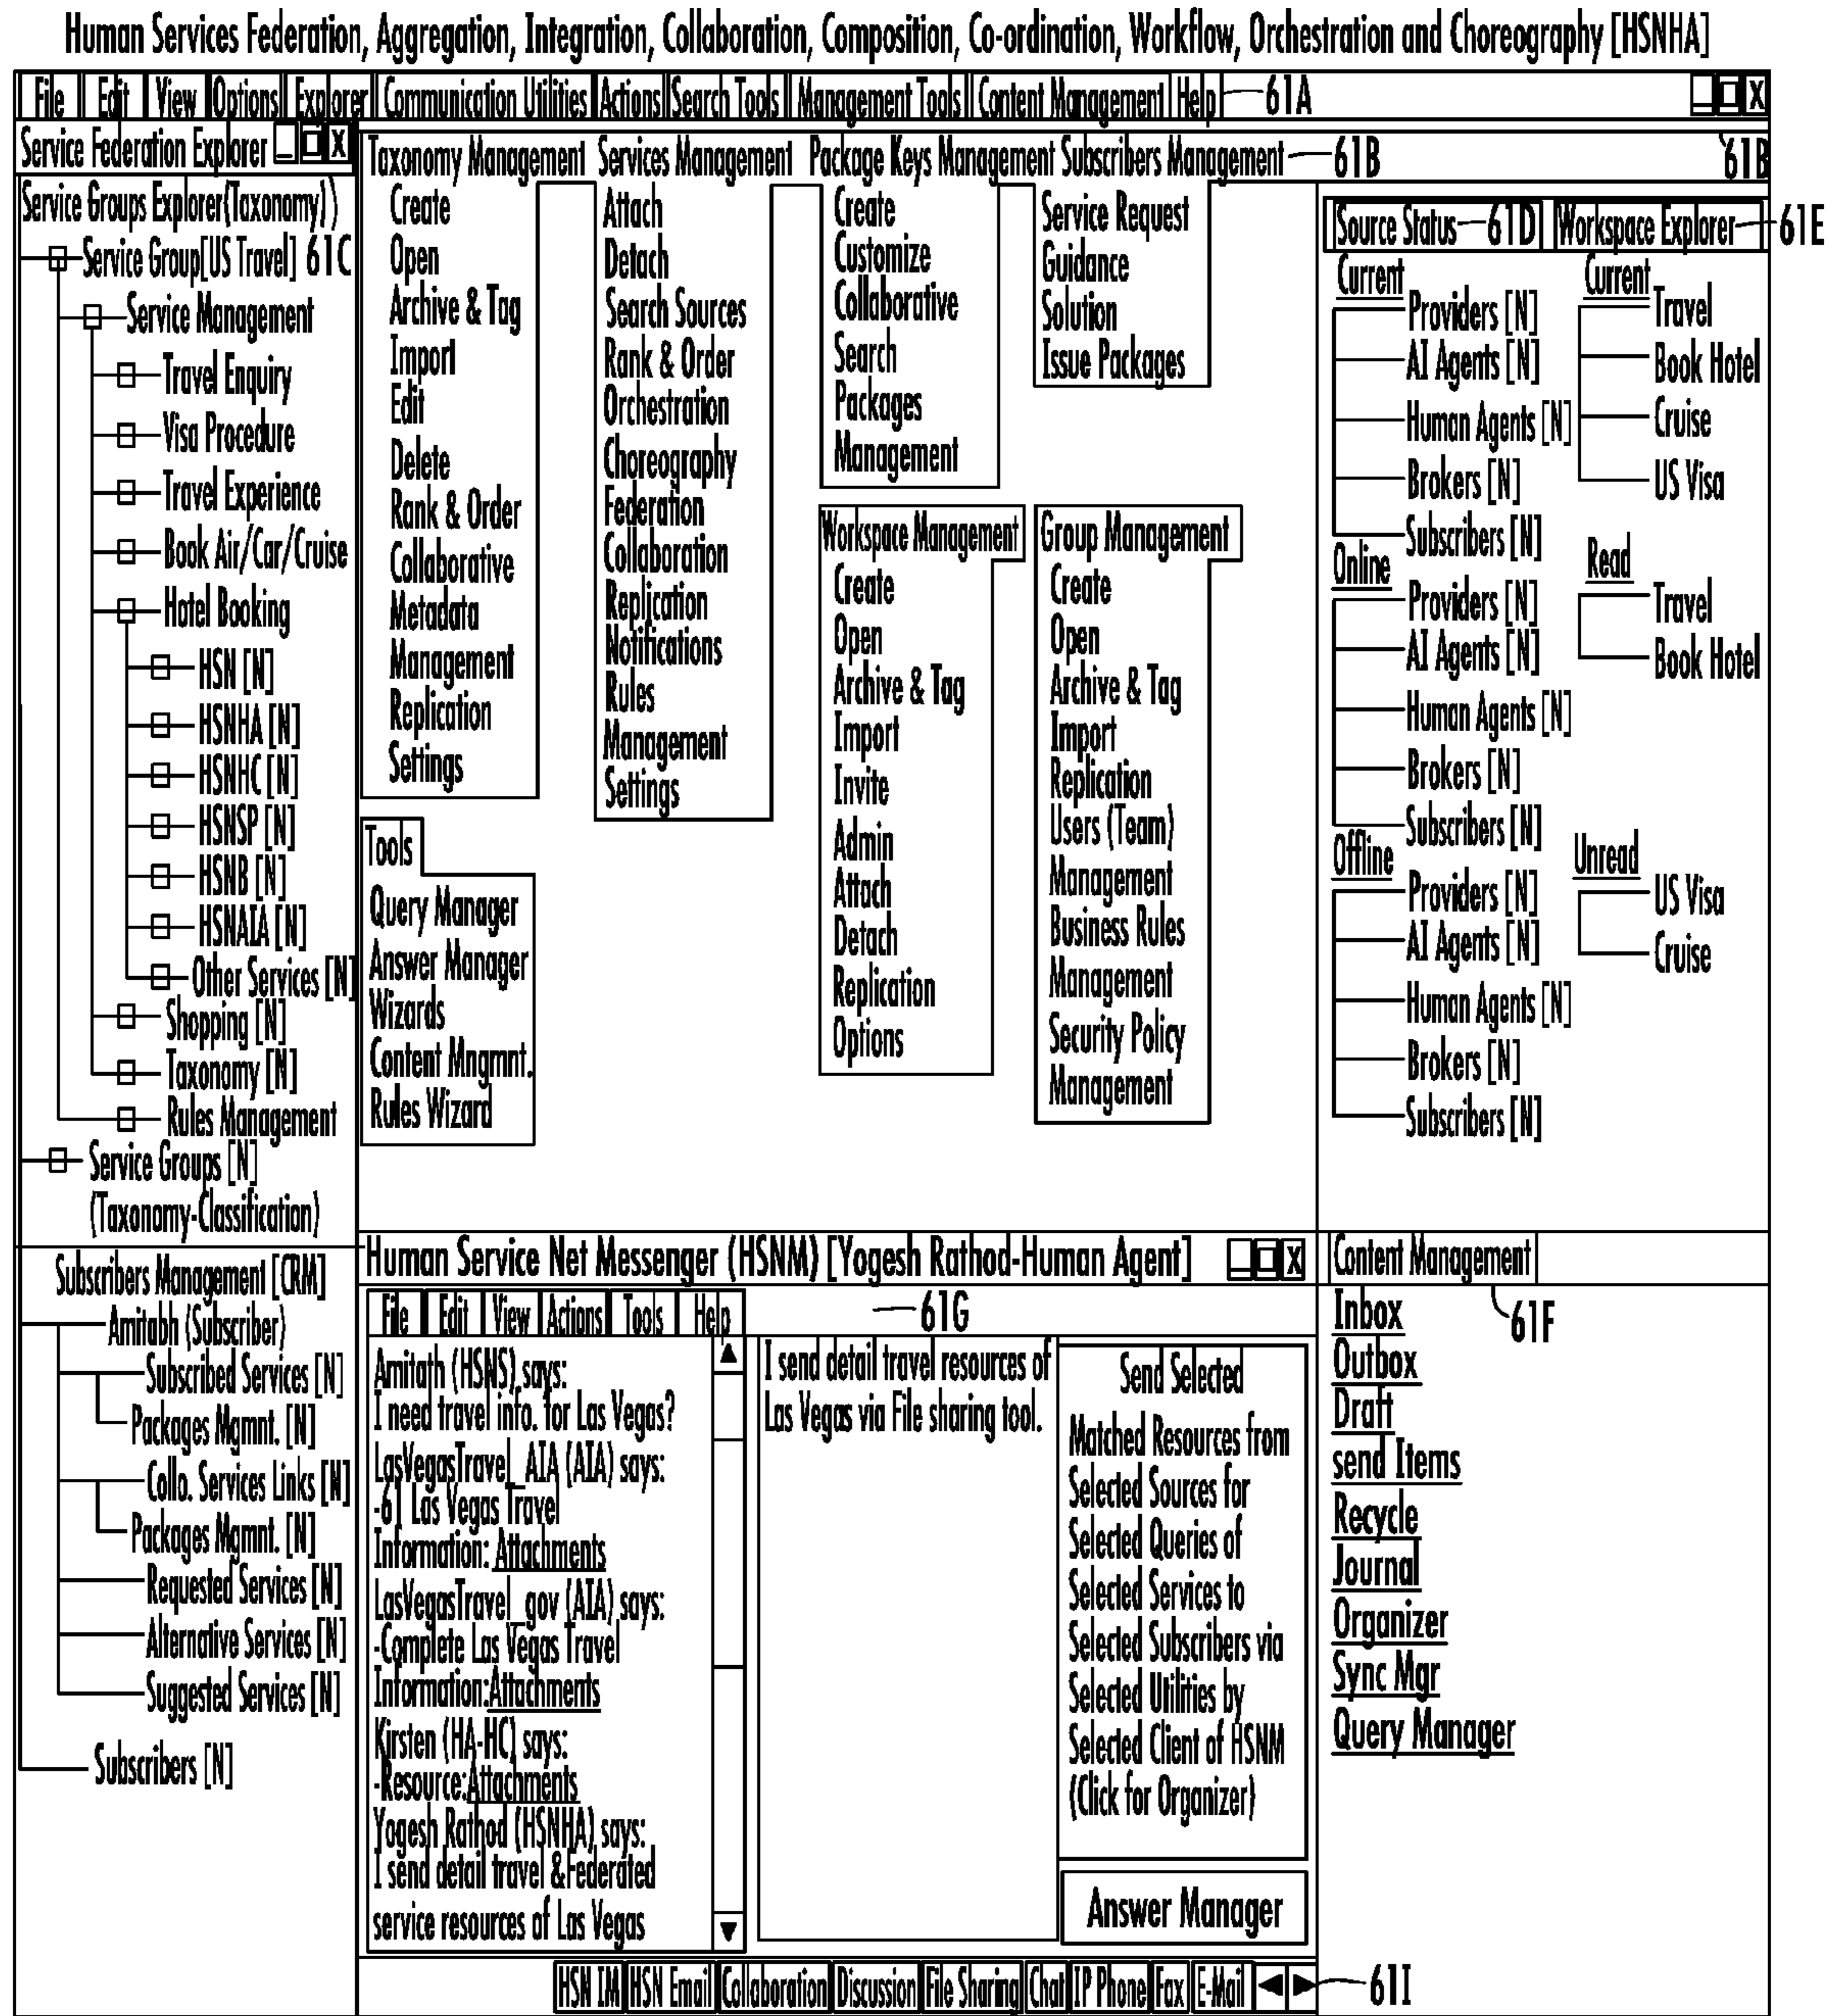 Human Services Federation, Aggregation, Integration, Collaboration, Composition, Co-ordination, Workflow, Orchestration and Choreography [HSNHA]
File Edit View Options Explorer Communication Utilities Actions Search Tools Management Tools Content Management Help 61A X
Service Federation Explorer X
Service Groups Explorer(Taxonomy))
Service Group[US Travel] 61C
Service Management
Travel Enquiry
Visa Procedure
Travel Experience
Book Air/Car/Cruise
Hotel Booking
HSN [N]
HSNHA [N]
HSNHC [N]
HSNSP [N]
HSNB [N]
HSNAIA [N]
Other Services [N]
Shopping [N]
Taxonomy [N]
Rules Management
Service Groups [N]
(Taxonomy-Classification)
Subscribers Management [CRM]
Amitabh (Subscriber)
Subscribed Services [N]
Packages Mgmnt. [N]
Collo. Services Links [N]
Packages Mgmnt. [N]
Requested Services [N]
Alternative Services [N]
Suggested Services [N]
Subscribers [N]
Taxonomy Management Services Management Package Keys Management Subscribers Management 61B 61B
Create
Open
Archive & Tag
Import
Edit
Delete
Rank & Order
Collaborative
Metadata
Management
Replication
Settings
Attach
Detach
Search Sources
Rank & Order
Orchestration
Choreography
Federation
Collaboration
Replication
Notifications
Rules
Management
Settings
Create
Customize
Collaborative
Search
Packages
Management
Service Request
Guidance
Solution
Issue Packages
Tools
Query Manager
Answer Manager
Wizards
Content Mngmnt.
Rules Wizard
Workspace Management
Create
Open
Archive & Tag
Import
Invite
Admin
Attach
Detach
Replication
Options
Group Management
Create
Open
Archive & Tag
Import
Replication
Users (Team)
Management
Business Rules
Management
Security Policy
Management
Source Status 61D
Current
Providers [N]
AI Agents [N]
Human Agents [N]
Brokers [N]
Subscribers [N]
Online
Providers [N]
AI Agents [N]
Human Agents [N]
Brokers [N]
Subscribers [N]
Offline
Providers [N]
AI Agents [N]
Human Agents [N]
Brokers [N]
Subscribers [N]
Workspace Explorer 61E
Current
Travel
Book Hotel
Cruise
US Visa
Read
Travel
Book Hotel
Unread
US Visa
Cruise
Human Service Net Messenger (HSNM) [Yogesh Rathod-Human Agent] X
File Edit View Actions Tools Help 61G
Amitath (HSNS) says:
I need travel info. for Las Vegas?
LasVegasTravel_AIA (AIA) says:
-61 Las Vegas Travel
Information: Attachments
LasVegasTravel_gov (AIA) says:
-Complete Las Vegas Travel
Information:Attachments
Kirsten (HA-HC) says:
-Resource:Attachments
Yogesh Rathod (HSNHA) says:
I send detail travel &Federated
service resources of Las Vegas
I send detail travel resources of
Las Vegas via File sharing tool.
Send Selected
Matched Resources from
Selected Sources for
Selected Queries of
Selected Services to
Selected Subscribers via
Selected Utilities by
Selected Client of HSNM
(Click for Organizer)
Answer Manager
HSN IM HSN Email Collaboration Discussion File Sharing Chat IP Phone Fax E-Mail 61I
Content Management
61F
Inbox
Outbox
Draft
send Items
Recycle
Journal
Organizer
Sync Mgr
Query Manager